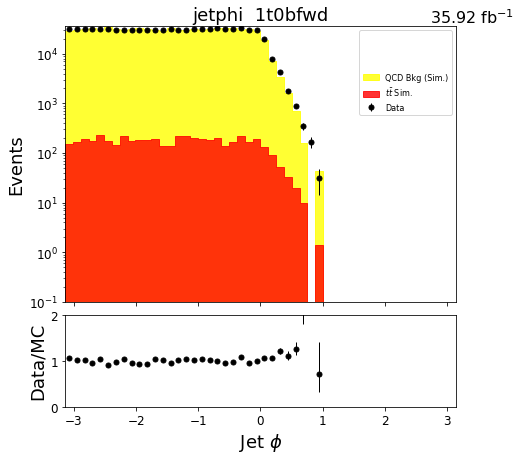 jetphi 1t0bfwd
35.92 fb⁻¹
QCD Bkg (Sim.)
tt̄ Sim.
Data
Events
10⁴
10³
10²
10¹
10⁰
10⁻¹
Data/MC
2
1
0
−3 −2 −1 0 1 2 3
Jet ϕ